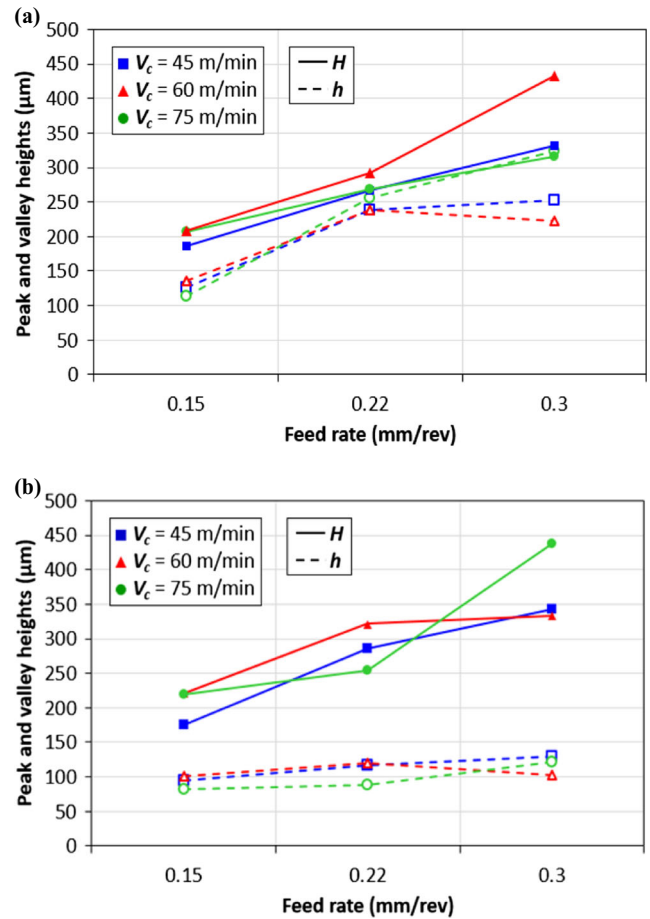 (a)
500
450
400
350
300
250
200
150
100
50
0
Peak and valley heights (µm)
Vc = 45 m/min
Vc = 60 m/min
Vc = 75 m/min
H
h
0.15 0.22 0.3
Feed rate (mm/rev)
(b)
500
450
400
350
300
250
200
150
100
50
0
Peak and valley heights (µm)
Vc = 45 m/min
Vc = 60 m/min
Vc = 75 m/min
H
h
0.15 0.22 0.3
Feed rate (mm/rev)